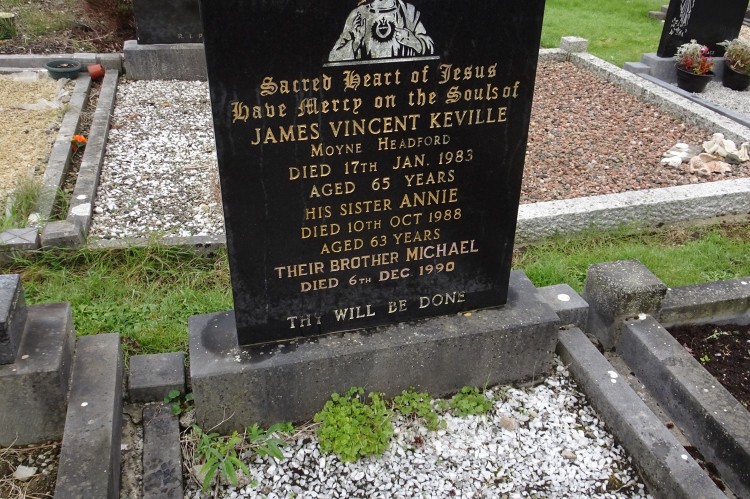 Sacred Heart of Jesus
Have Mercy on the Souls of
JAMES VINCENT KEVILLE
MOYNE HEADFORD
DIED 17TH JAN. 1983
AGED 65 YEARS
HIS SISTER ANNIE
DIED 10TH OCT 1988
AGED 63 YEARS
THEIR BROTHER MICHAEL
DIED 6TH DEC. 1990
THY WILL BE DONE
R.I.P.